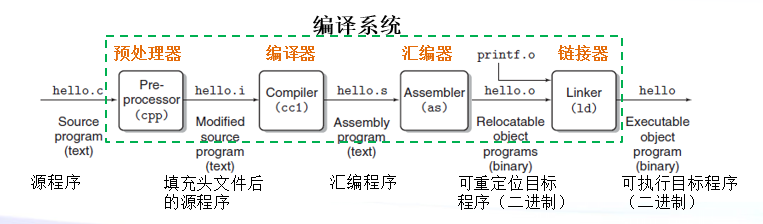 编译系统
预处理器
编译器
汇编器
printf.o
链接器
hello.c
Pre-
processor
(cpp)
hello.i
Compiler
(cc1)
hello.s
Assembler
(as)
hello.o
Linker
(ld)
hello
Source
program
(text)
Modified
source
program
(text)
Assembly
program
(text)
Relocatable
object
programs
(binary)
Executable
object
program
(binary)
源程序
填充头文件后
的源程序
汇编程序
可重定位目标
程序（二进制）
可执行目标程序
（二进制）